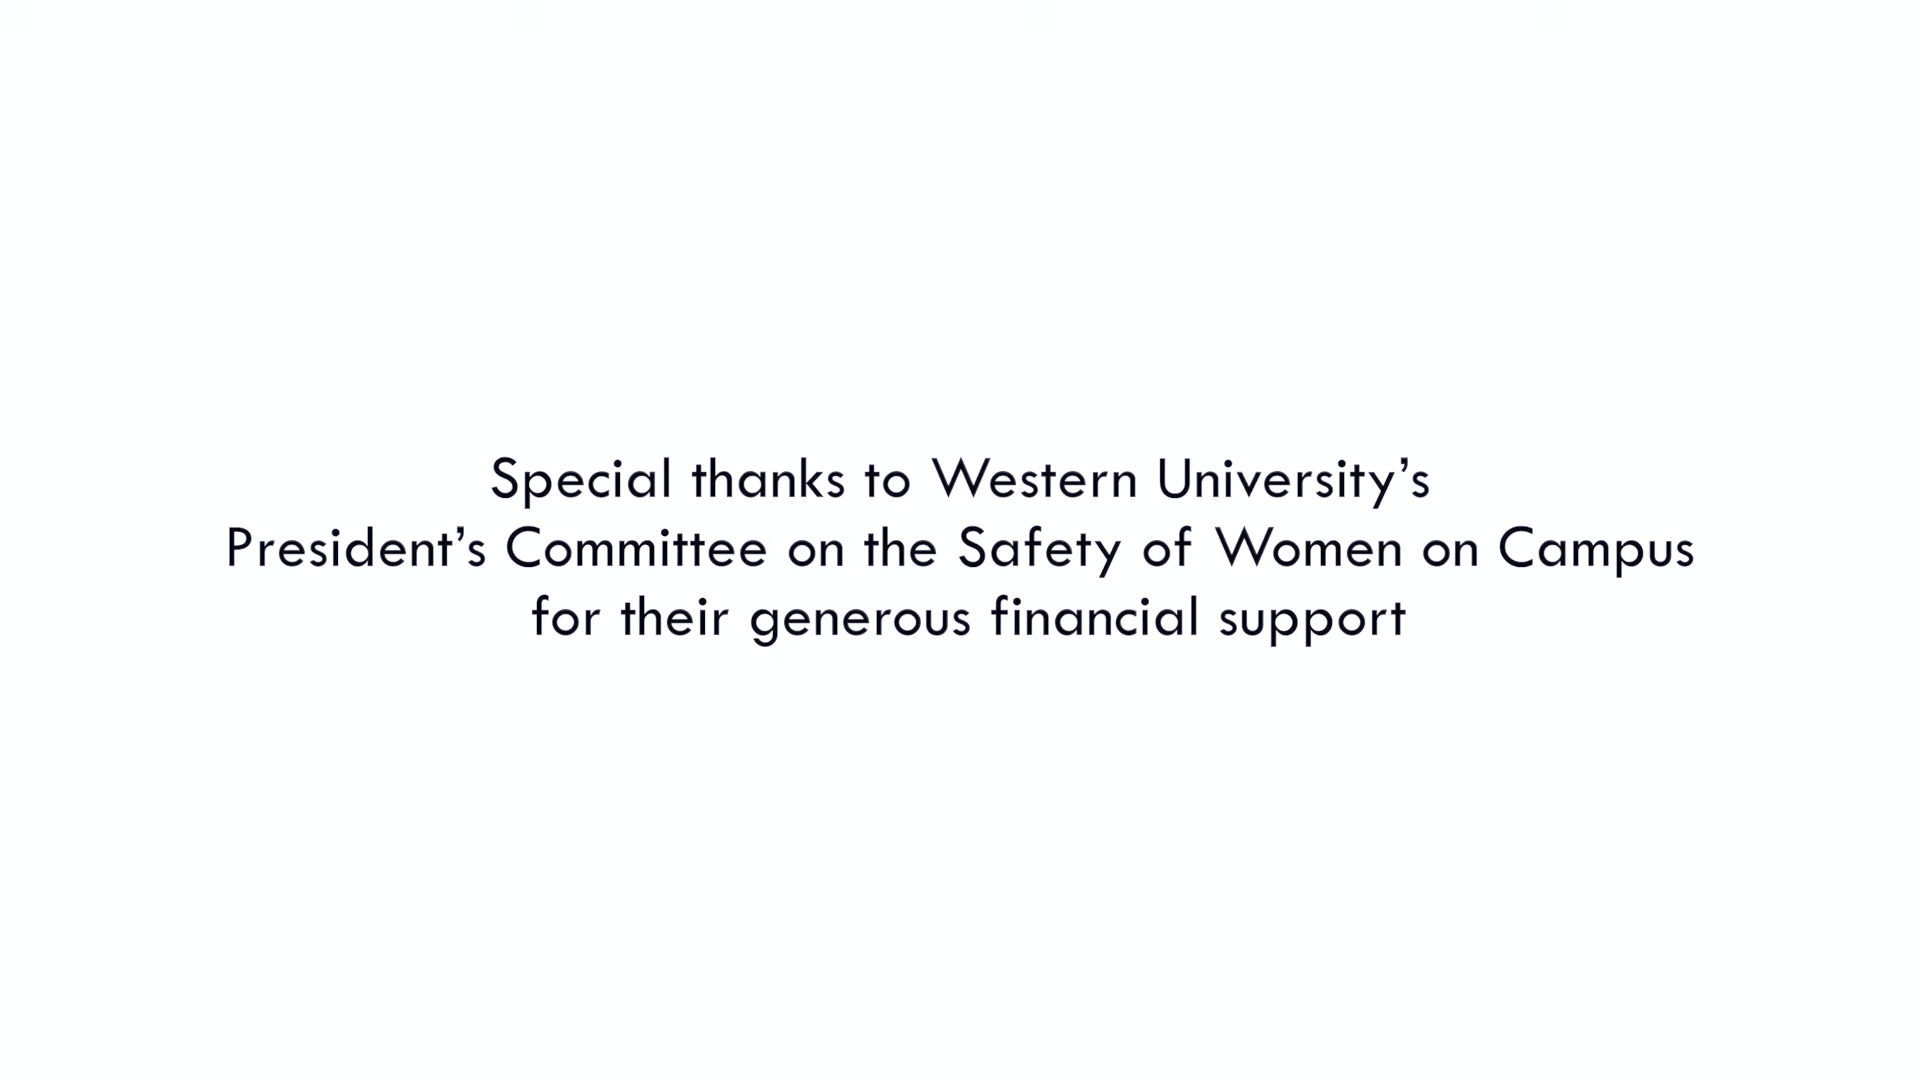 Special thanks to Western University’s
President’s Committee on the Safety of Women on Campus
for their generous financial support